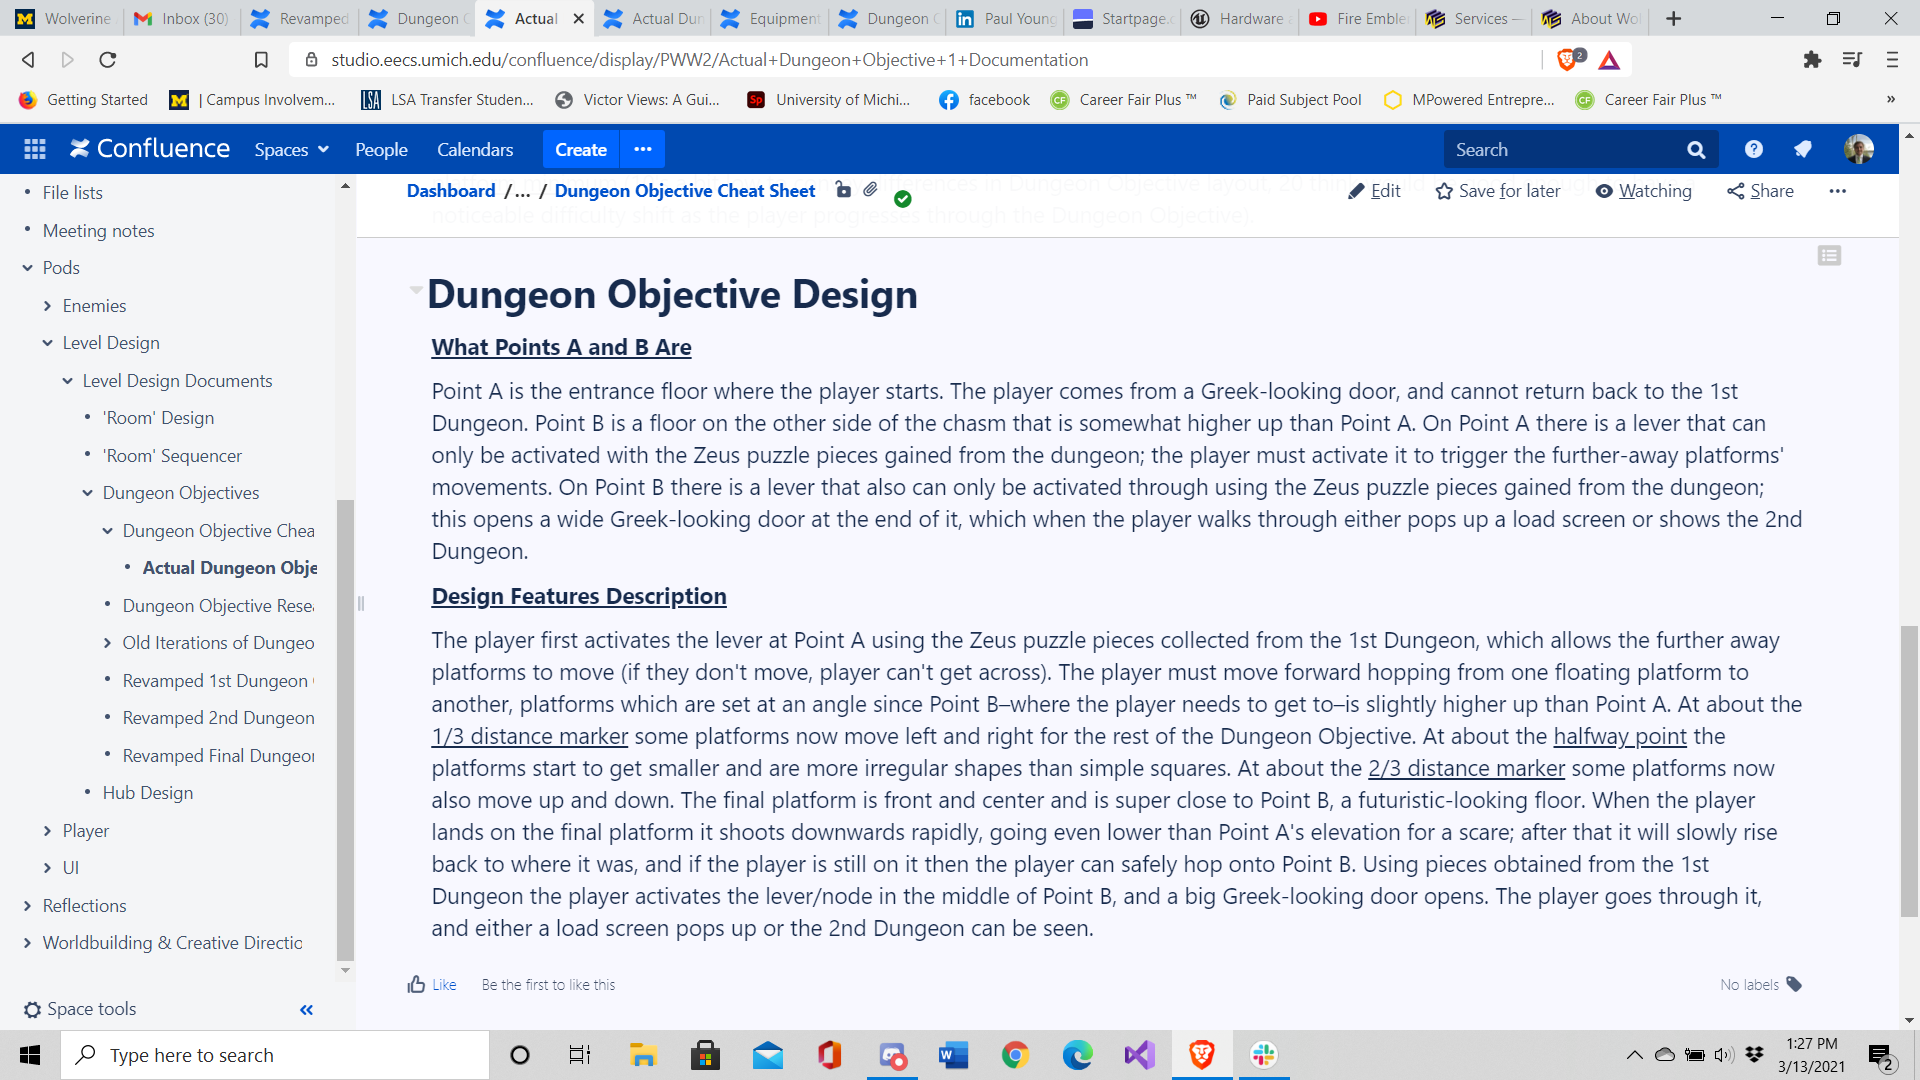 Wolverine
Inbox (30)
Revamped
Dungeon
Actual
Actual Dun
Equipment
Dungeon
Paul Young
Startpage.c
Hardware
Fire Emble
Services —
About Wol
studio.eecs.umich.edu/confluence/display/PWW2/Actual+Dungeon+Objective+1+Documentation
2
Getting Started
| Campus Involvem...
LSA Transfer Studen...
Victor Views: A Gui...
University of Michi...
facebook
Career Fair Plus ™
Paid Subject Pool
MPowered Entrepre...
Career Fair Plus ™
»
Confluence
Spaces
People
Calendars
Create
Search
File lists
Meeting notes
Pods
Enemies
Level Design
Level Design Documents
'Room' Design
'Room' Sequencer
Dungeon Objectives
Dungeon Objective Chea
Actual Dungeon Obje
Dungeon Objective Rese
Old Iterations of Dungeo
Revamped 1st Dungeon
Revamped 2nd Dungeon
Revamped Final Dungeon
Hub Design
Player
UI
Reflections
Worldbuilding & Creative Directio
Space tools
Dashboard /... / Dungeon Objective Cheat Sheet
Edit
Save for later
Watching
Share
noticeable difficulty shift as the player progresses through the Dungeon Objective).
Dungeon Objective Design
What Points A and B Are
Point A is the entrance floor where the player starts. The player comes from a Greek-looking door, and cannot return back to the 1st
Dungeon. Point B is a floor on the other side of the chasm that is somewhat higher up than Point A. On Point A there is a lever that can
only be activated with the Zeus puzzle pieces gained from the dungeon; the player must activate it to trigger the further-away platforms'
movements. On Point B there is a lever that also can only be activated through using the Zeus puzzle pieces gained from the dungeon;
this opens a wide Greek-looking door at the end of it, which when the player walks through either pops up a load screen or shows the 2nd
Dungeon.
Design Features Description
The player first activates the lever at Point A using the Zeus puzzle pieces collected from the 1st Dungeon, which allows the further away
platforms to move (if they don't move, player can't get across). The player must move forward hopping from one floating platform to
another, platforms which are set at an angle since Point B–where the player needs to get to–is slightly higher up than Point A. At about the
1/3 distance marker some platforms now move left and right for the rest of the Dungeon Objective. At about the halfway point the
platforms start to get smaller and are more irregular shapes than simple squares. At about the 2/3 distance marker some platforms now
also move up and down. The final platform is front and center and is super close to Point B, a futuristic-looking floor. When the player
lands on the final platform it shoots downwards rapidly, going even lower than Point A's elevation for a scare; after that it will slowly rise
back to where it was, and if the player is still on it then the player can safely hop onto Point B. Using pieces obtained from the 1st
Dungeon the player activates the lever/node in the middle of Point B, and a big Greek-looking door opens. The player goes through it,
and either a load screen pops up or the 2nd Dungeon can be seen.
Like
Be the first to like this
No labels
Type here to search
1:27 PM
3/13/2021
2